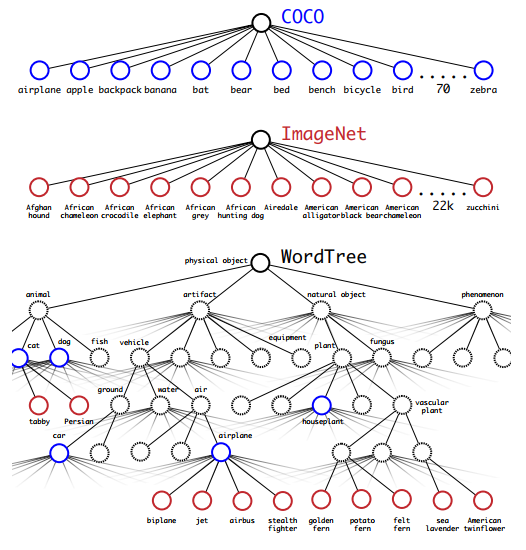 COCO
airplane apple backpack banana bat bear bed bench bicycle bird ..... zebra
70
ImageNet
Afghan hound African chameleon African crocodile African elephant African grey African hunting dog Airedale American alligator American black bear American chameleon ..... zucchini
22k
WordTree
physical object
animal artifact natural object phenomenon
cat dog fish vehicle equipment plant fungus
ground water air vascular plant
tabby Persian houseplant
car airplane
biplane jet airbus stealth fighter golden fern potato fern felt fern sea lavender American twinflower